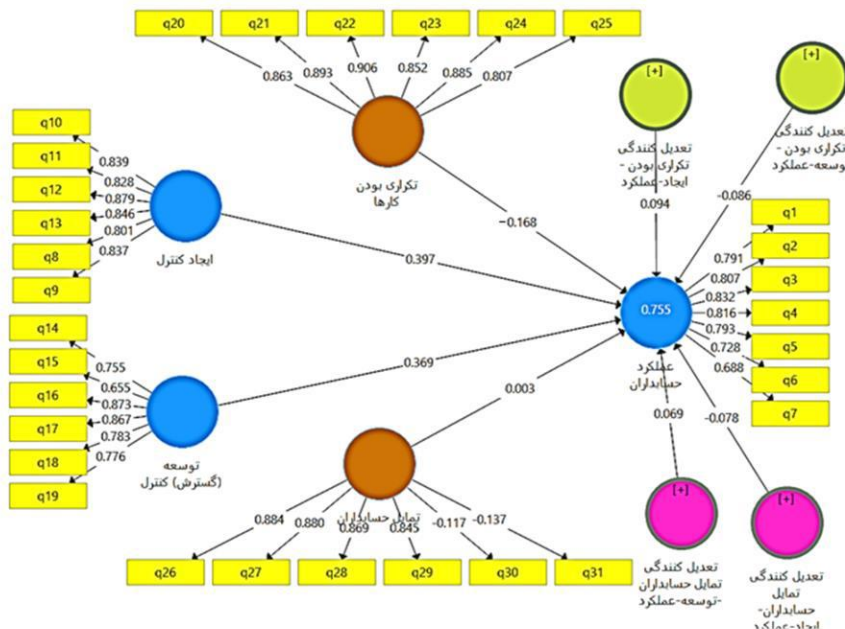 q20 q21 q22 q23 q24 q25
0.863 0.893 0.906 0.852 0.885 0.807
[+]
[+]
تکراری بودن
کارها
تعدیل کنندگی
تکراری بودن -
ایجاد-عملکرد
تعدیل کنندگی
تکراری بودن -
توسعه-عملکرد
q10
q11
q12
q13
q8
q9
0.839
0.828
0.879
0.846
0.801
0.837
ایجاد کنترل
-0.168
0.397
0.094
-0.086
q14
q15
q16
q17
q18
q19
0.755
0.655
0.873
0.867
0.783
0.776
توسعه
(گسترش) کنترل
0.369
0.003
0.755
عملکرد
حسابداران
0.791
0.807
0.832
0.816
0.793
0.728
0.688
q1
q2
q3
q4
q5
q6
q7
0.069
-0.078
تمایل حسابداران
0.884 0.880 0.869 0.845 -0.117 -0.137
q26 q27 q28 q29 q30 q31
[+]
[+]
تعدیل کنندگی
تمایل حسابداران
-توسعه-عملکرد
تعدیل کنندگی
تمایل
حسابداران-
ایجاد-عملکرد